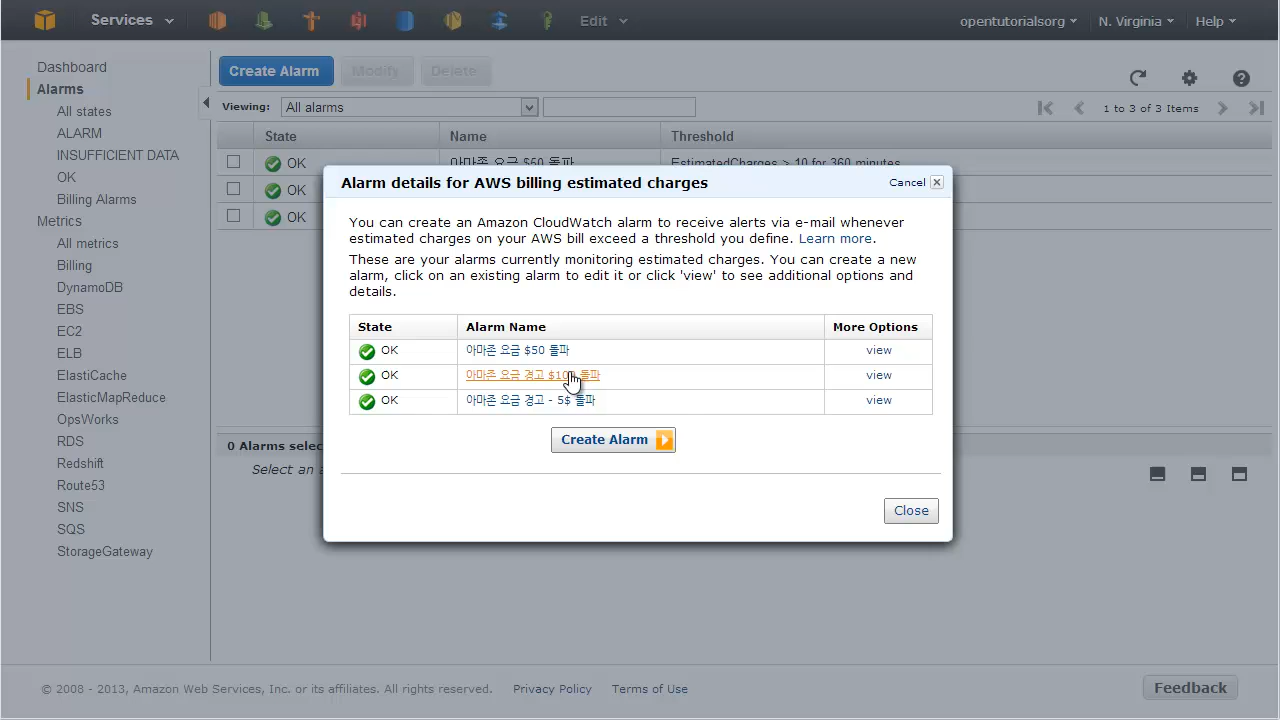 Services
Edit
opentutorialsorg
N. Virginia
Help
Dashboard
Alarms
All states
ALARM
INSUFFICIENT DATA
OK
Billing Alarms
Metrics
All metrics
Billing
DynamoDB
EBS
EC2
ELB
ElastiCache
ElasticMapReduce
OpsWorks
RDS
Redshift
Route53
SNS
SQS
StorageGateway
Create Alarm
Modify
Delete
Viewing:
All alarms
1 to 3 of 3 Items
State
Name
Threshold
OK
아마존 요금 $50 돌파
EstimatedCharges > 10 for 360 minutes
OK
OK
Alarm details for AWS billing estimated charges
Cancel
You can create an Amazon CloudWatch alarm to receive alerts via e-mail whenever
estimated charges on your AWS bill exceed a threshold you define. Learn more.
These are your alarms currently monitoring estimated charges. You can create a new
alarm, click on an existing alarm to edit it or click 'view' to see additional options and
details.
State
Alarm Name
More Options
OK
아마존 요금 $50 돌파
view
OK
아마존 요금 경고 돌파
view
OK
아마존 요금 경고 - 5$ 돌파
view
Create Alarm
Close
0 Alarms
Select an
© 2008 - 2013, Amazon Web Services, Inc. or its affiliates. All rights reserved.
Privacy Policy
Terms of Use
Feedback